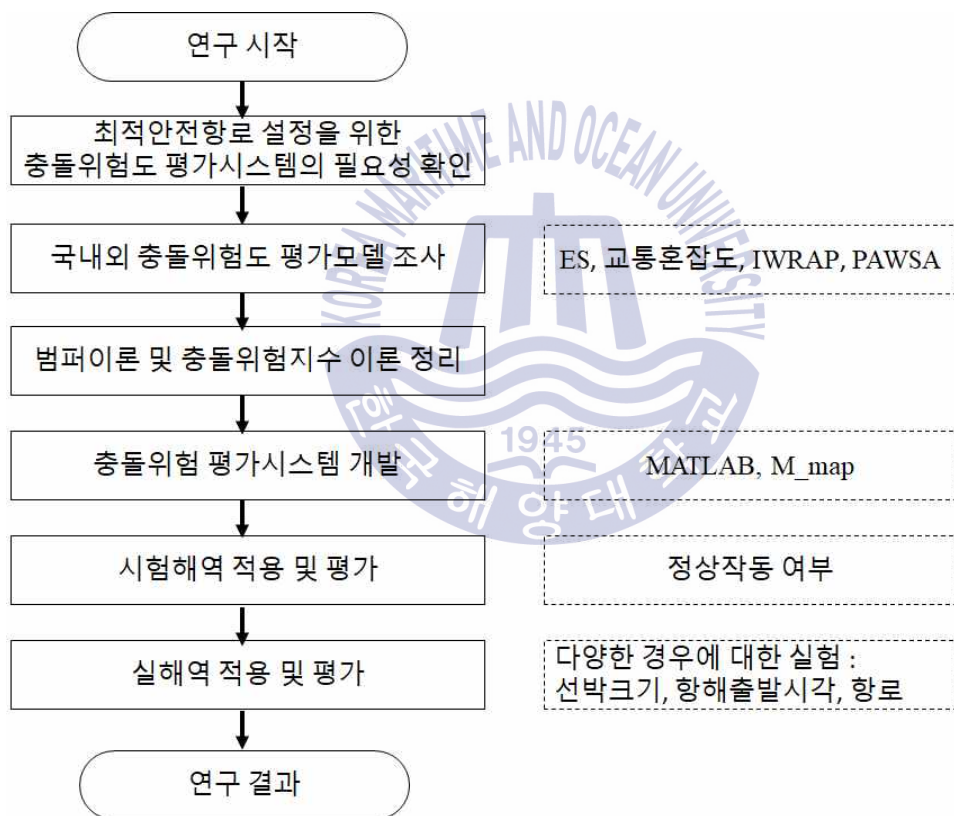 연구 시작
최적안전항로 설정을 위한
충돌위험도 평가시스템의 필요성 확인
국내외 충돌위험도 평가모델 조사
ES, 교통혼잡도, IWRAP, PAWSA
범퍼이론 및 충돌위험지수 이론 정리
충돌위험 평가시스템 개발
MATLAB, M_map
시험해역 적용 및 평가
정상작동 여부
실해역 적용 및 평가
다양한 경우에 대한 실험 :
선박크기, 항해출발시각, 항로
연구 결과
KOREA MARITIME AND OCEAN UNIVERSITY
1945
한국해양대학교